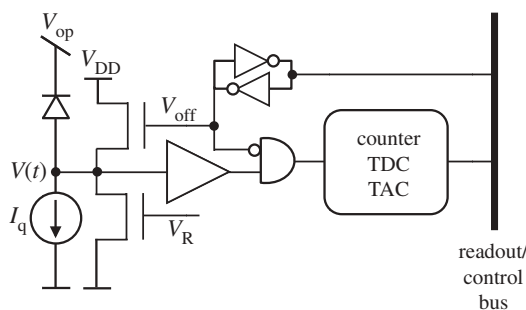 V_op
V_DD
V_off
V(t)
I_q
V_R
counter
TDC
TAC
readout/
control
bus